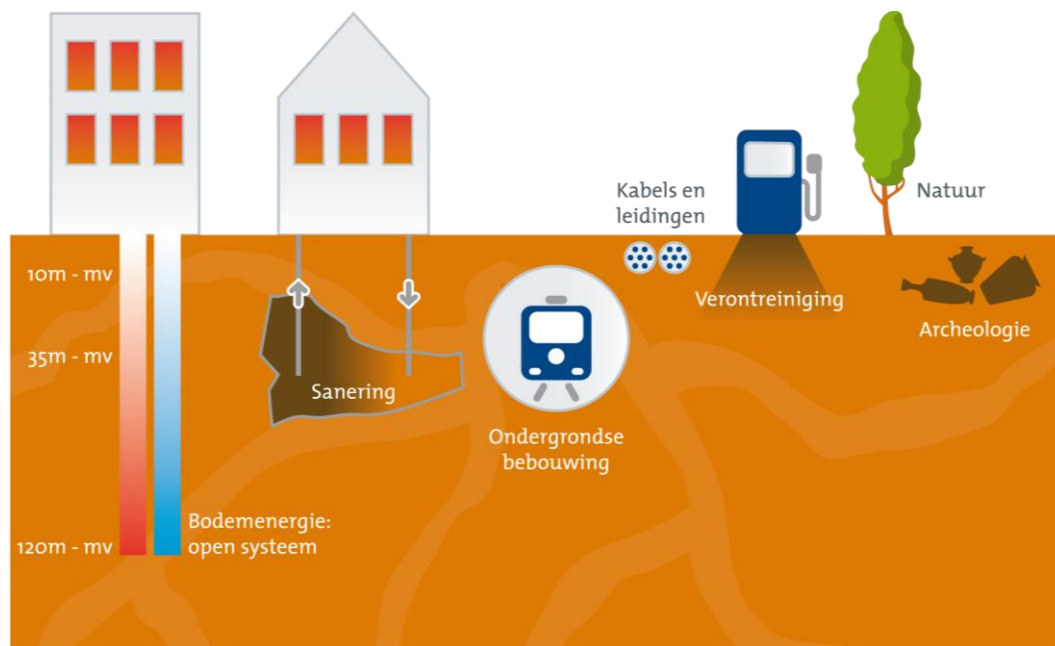 Kabels en
leidingen
Natuur
10m - mv
Verontreiniging
Archeologie
35m - mv
Sanering
Ondergrondse
bebouwing
Bodemenergie:
open systeem
120m - mv